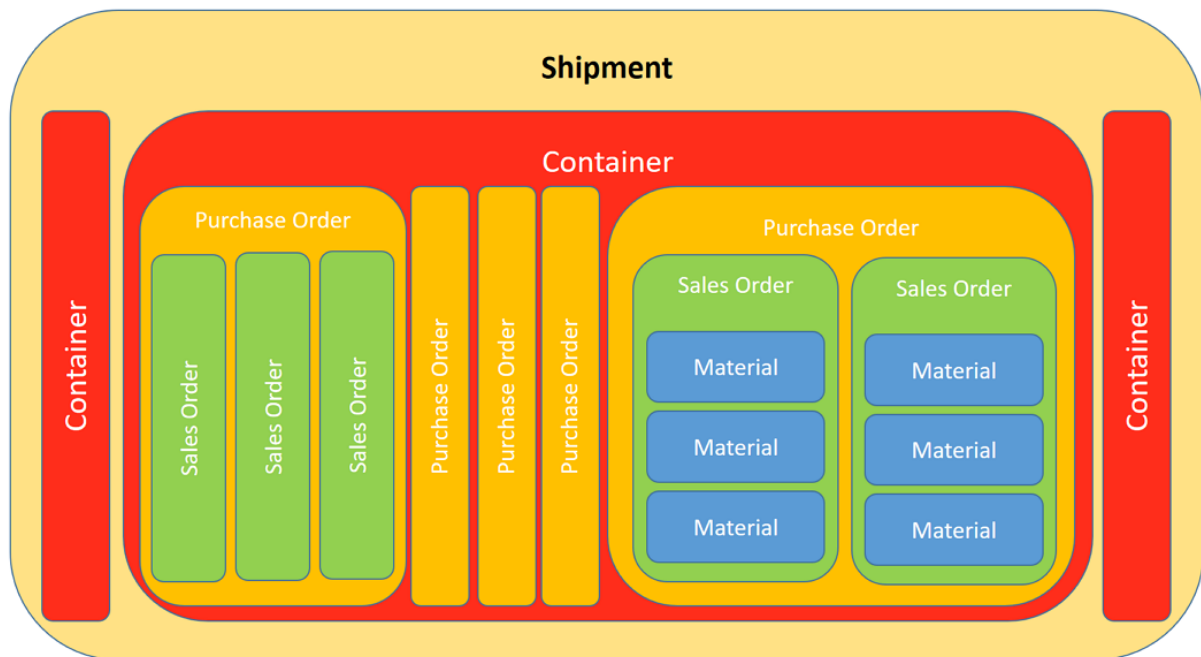 Shipment
Container
Container
Purchase Order
Sales Order
Sales Order
Sales Order
Purchase Order
Purchase Order
Purchase Order
Purchase Order
Sales Order
Material
Material
Material
Sales Order
Material
Material
Material
Container